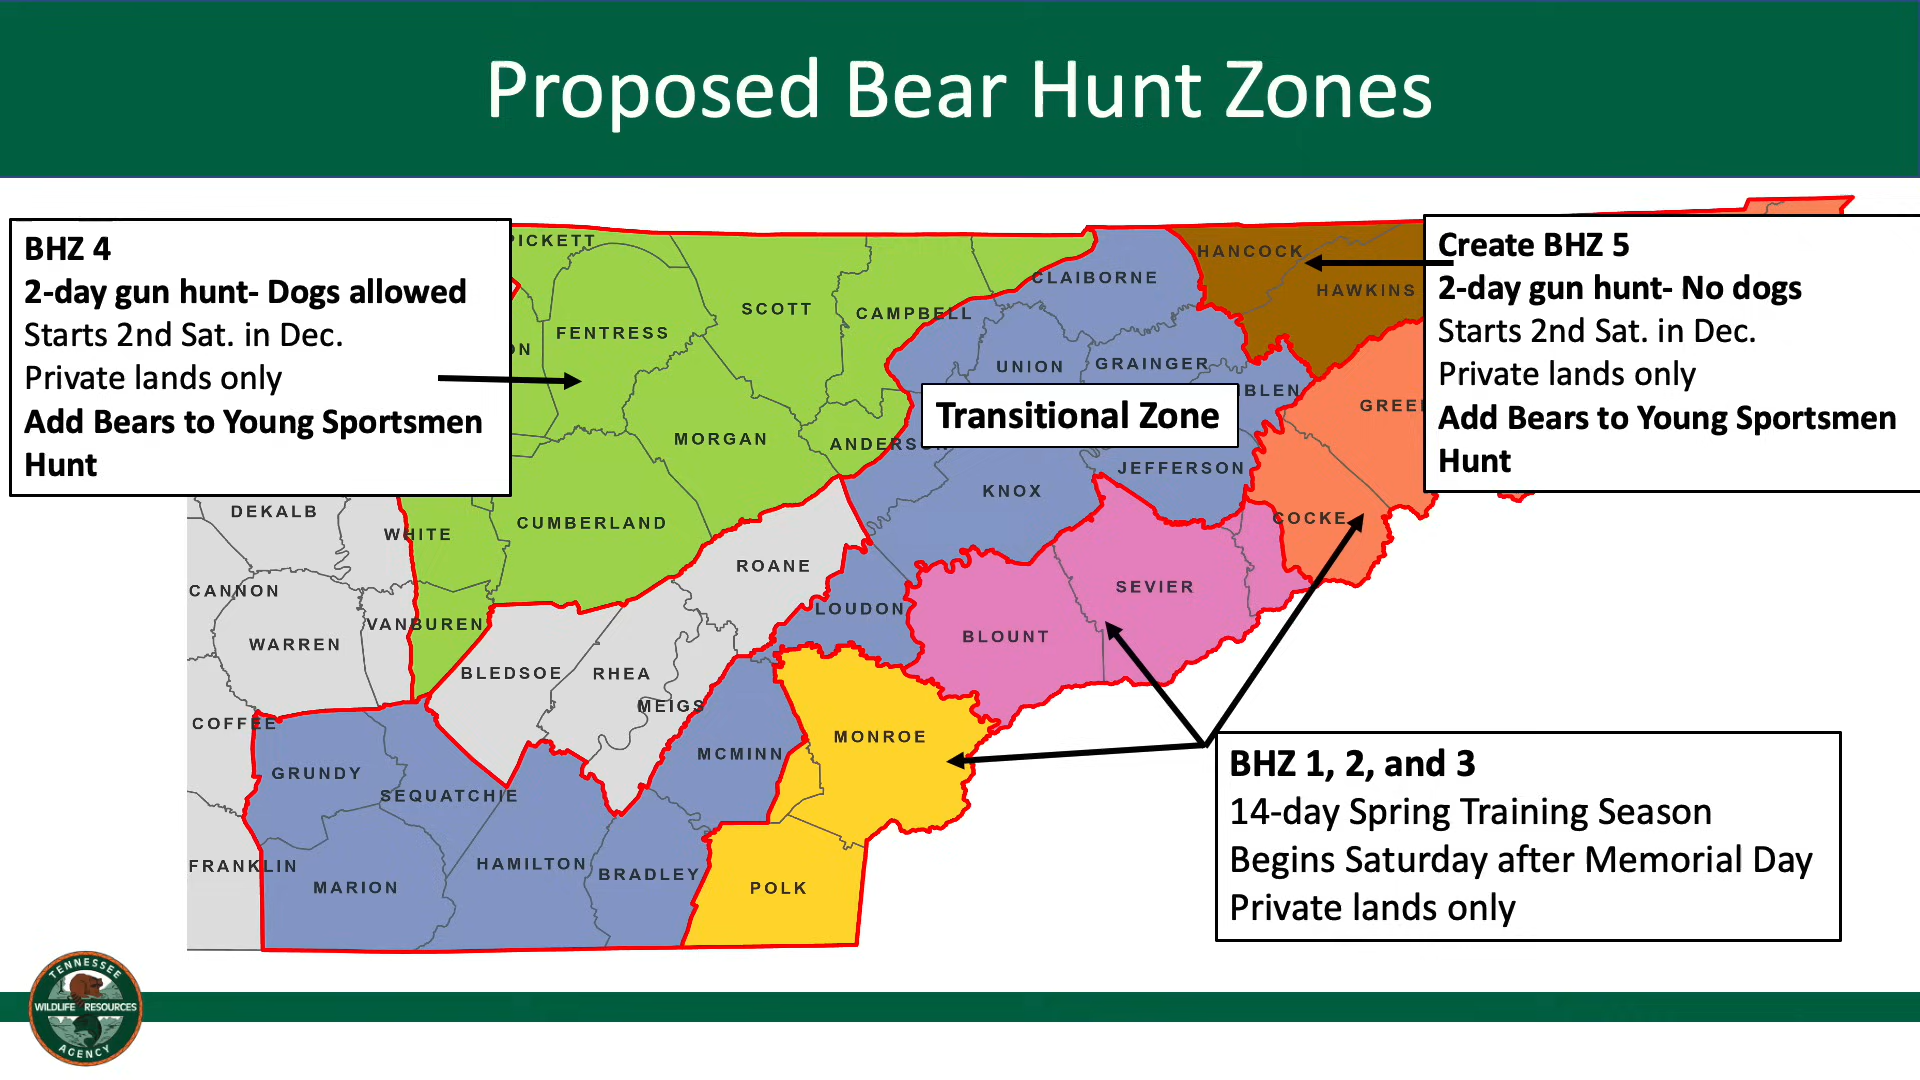 Proposed Bear Hunt Zones
BHZ 4
2-day gun hunt- Dogs allowed
Starts 2nd Sat. in Dec.
Private lands only
Add Bears to Young Sportsmen
Hunt
Create BHZ 5
2-day gun hunt- No dogs
Starts 2nd Sat. in Dec.
Private lands only
Add Bears to Young Sportsmen
Hunt
PICKETT
HANCOCK
CLAIBORNE
HAWKINS
SCOTT
CAMPBELL
FENTRESS
UNION
GRAINGER
Transitional Zone
MORGAN
ANDERSON
JEFFERSON
KNOX
DEKALB
WHITE
CUMBERLAND
COCKE
ROANE
CANNON
LOUDON
SEVIER
WARREN
VANBUREN
BLOUNT
BLEDSOE
RHEA
MEIGS
COFFEE
MONROE
MCMINN
GRUNDY
SEQUATCHIE
FRANKLIN
MARION
HAMILTON
BRADLEY
POLK
BHZ 1, 2, and 3
14-day Spring Training Season
Begins Saturday after Memorial Day
Private lands only
TENNESSEE
WILDLIFE RESOURCES
AGENCY